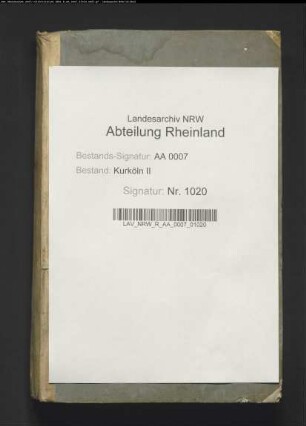 Landesarchiv NRW
Abteilung Rheinland
Bestands-Signatur: AA 0007
Bestand: Kurköln II
Signatur: Nr. 1020
LAV_NRW_R_AA_0007_01020